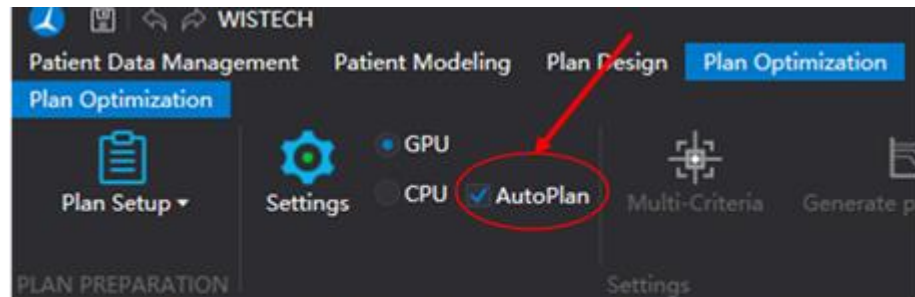 WISTECH
Patient Data Management Patient Modeling Plan Design Plan Optimization
Plan Optimization
GPU
Plan Setup Settings CPU AutoPlan Multi-Criteria Generate p
PLAN PREPARATION Settings